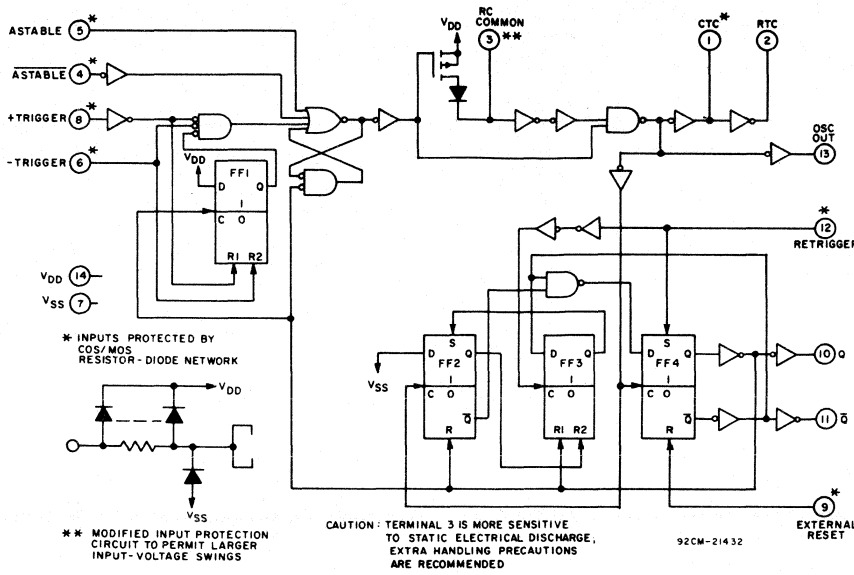 ASTABLE 5 *
ASTABLE 4 *
+TRIGGER 8 *
-TRIGGER 6 *
VDD
RC
COMMON
3 **
CTC *
1
RTC
2
OSC
OUT
13
VDD
FF1
D Q
1
C 0
R1 R2
*
12
RETRIGGER
VDD 14
VSS 7
* INPUTS PROTECTED BY
COS/MOS
RESISTOR-DIODE NETWORK
VDD
VSS
** MODIFIED INPUT PROTECTION
CIRCUIT TO PERMIT LARGER
INPUT-VOLTAGE SWINGS
VSS
S
D Q
FF2
1
C 0
Q̅
R
D Q
FF3
1
C 0
R1 R2
S
D Q
FF4
1
C 0
Q̅
R
10 Q
11 Q̅
9 *
EXTERNAL
RESET
CAUTION: TERMINAL 3 IS MORE SENSITIVE
TO STATIC ELECTRICAL DISCHARGE;
EXTRA HANDLING PRECAUTIONS
ARE RECOMMENDED
92CM-21432